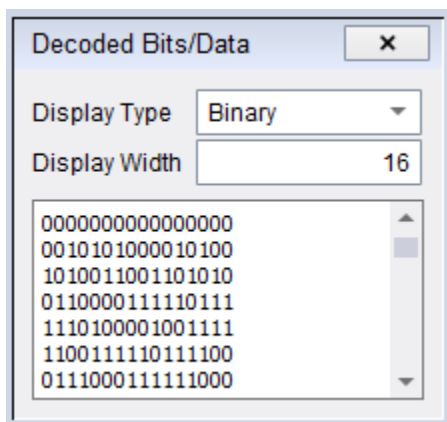 Decoded Bits/Data
Display Type Binary
Display Width 16
0000000000000000
0010101000010100
1010011001101010
0110000111110111
1110100001001111
1100111110111100
0111000111111000